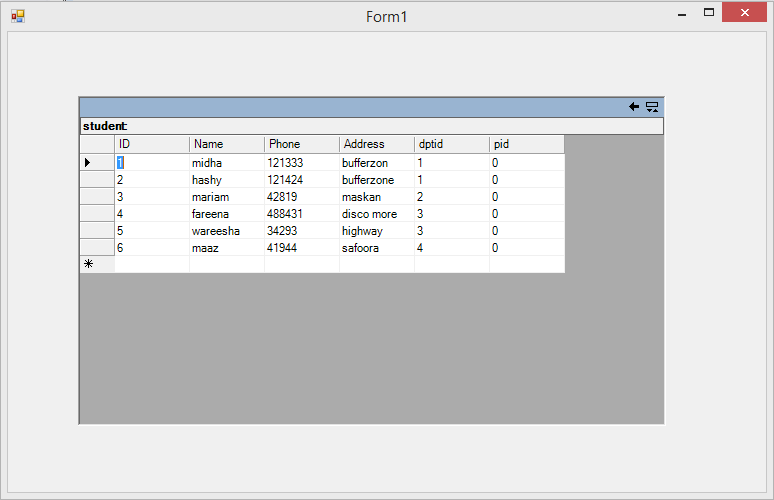 Form1
student:
ID Name Phone Address dptid pid
1 midha 121333 bufferzon 1 0
2 hashy 121424 bufferzone 1 0
3 mariam 42819 maskan 2 0
4 fareena 488431 disco more 3 0
5 wareesha 34293 highway 3 0
6 maaz 41944 safoora 4 0